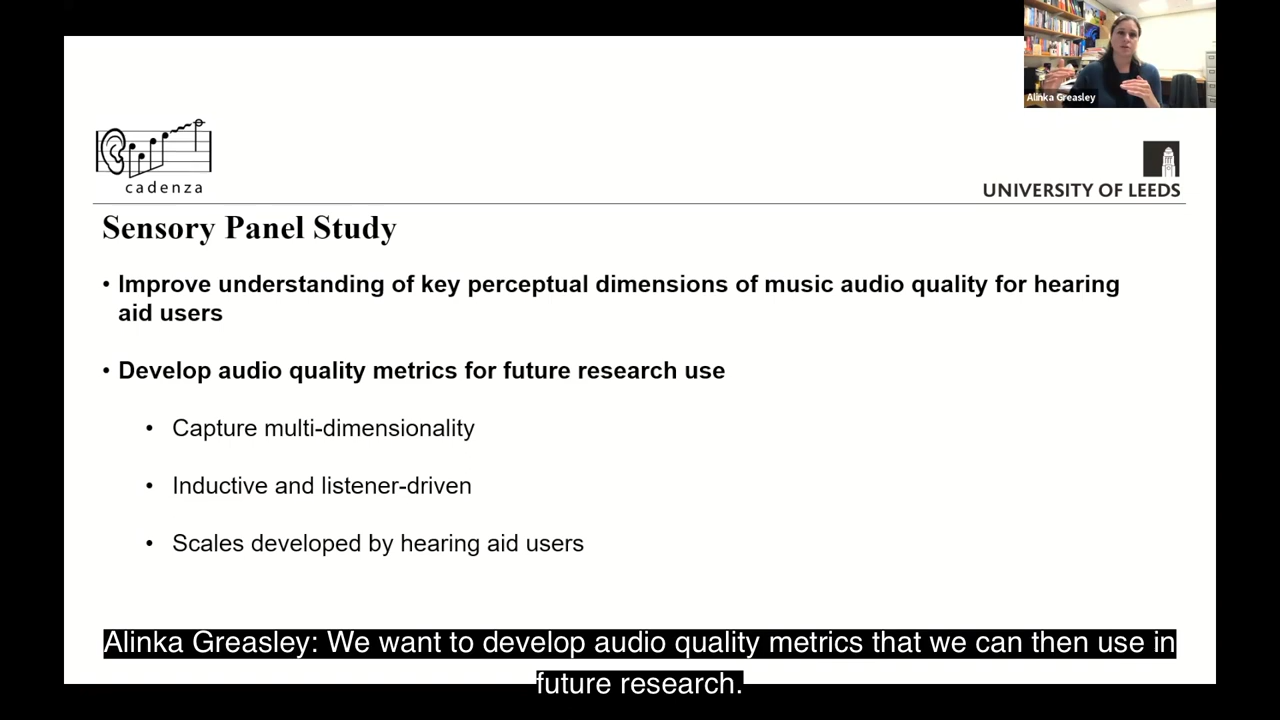 Alinka Greasley
cadenza
UNIVERSITY OF LEEDS
Sensory Panel Study
• Improve understanding of key perceptual dimensions of music audio quality for hearing
aid users
• Develop audio quality metrics for future research use
• Capture multi-dimensionality
• Inductive and listener-driven
• Scales developed by hearing aid users
Alinka Greasley: We want to develop audio quality metrics that we can then use in
future research.